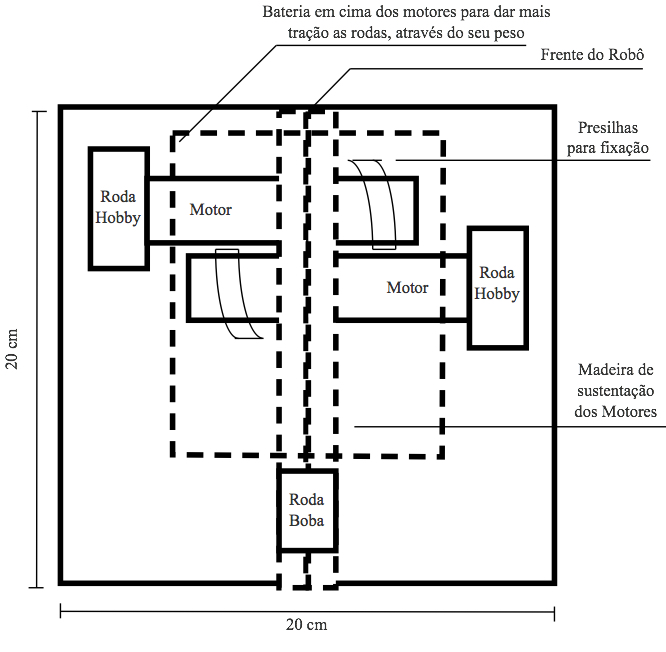 Bateria em cima dos motores para dar mais
tração as rodas, através do seu peso
Frente do Robô
Presilhas
para fixação
Roda
Hobby
Motor
Roda
Hobby
Motor
20 cm
Madeira de
sustentação
dos Motores
Roda
Boba
20 cm